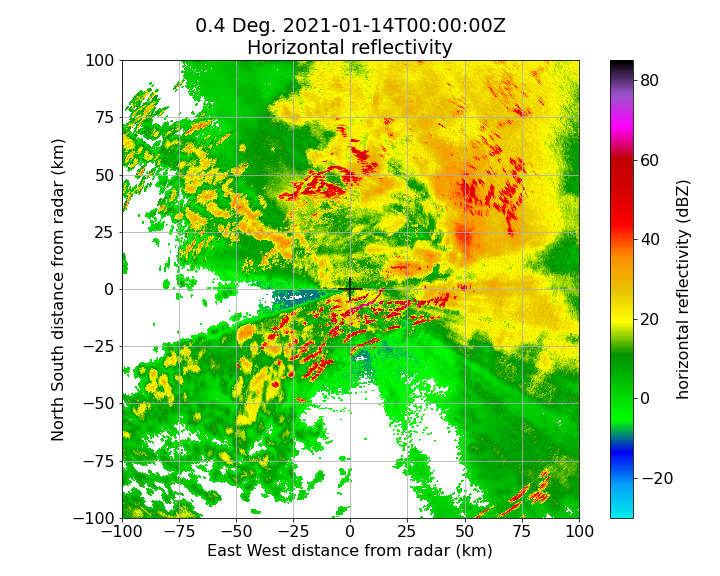 0.4 Deg. 2021-01-14T00:00:00Z
Horizontal reflectivity
100
75
50
25
0
−25
−50
−75
−100
North South distance from radar (km)
−100 −75 −50 −25 0 25 50 75 100
East West distance from radar (km)
80
60
40
20
0
−20
horizontal reflectivity (dBZ)